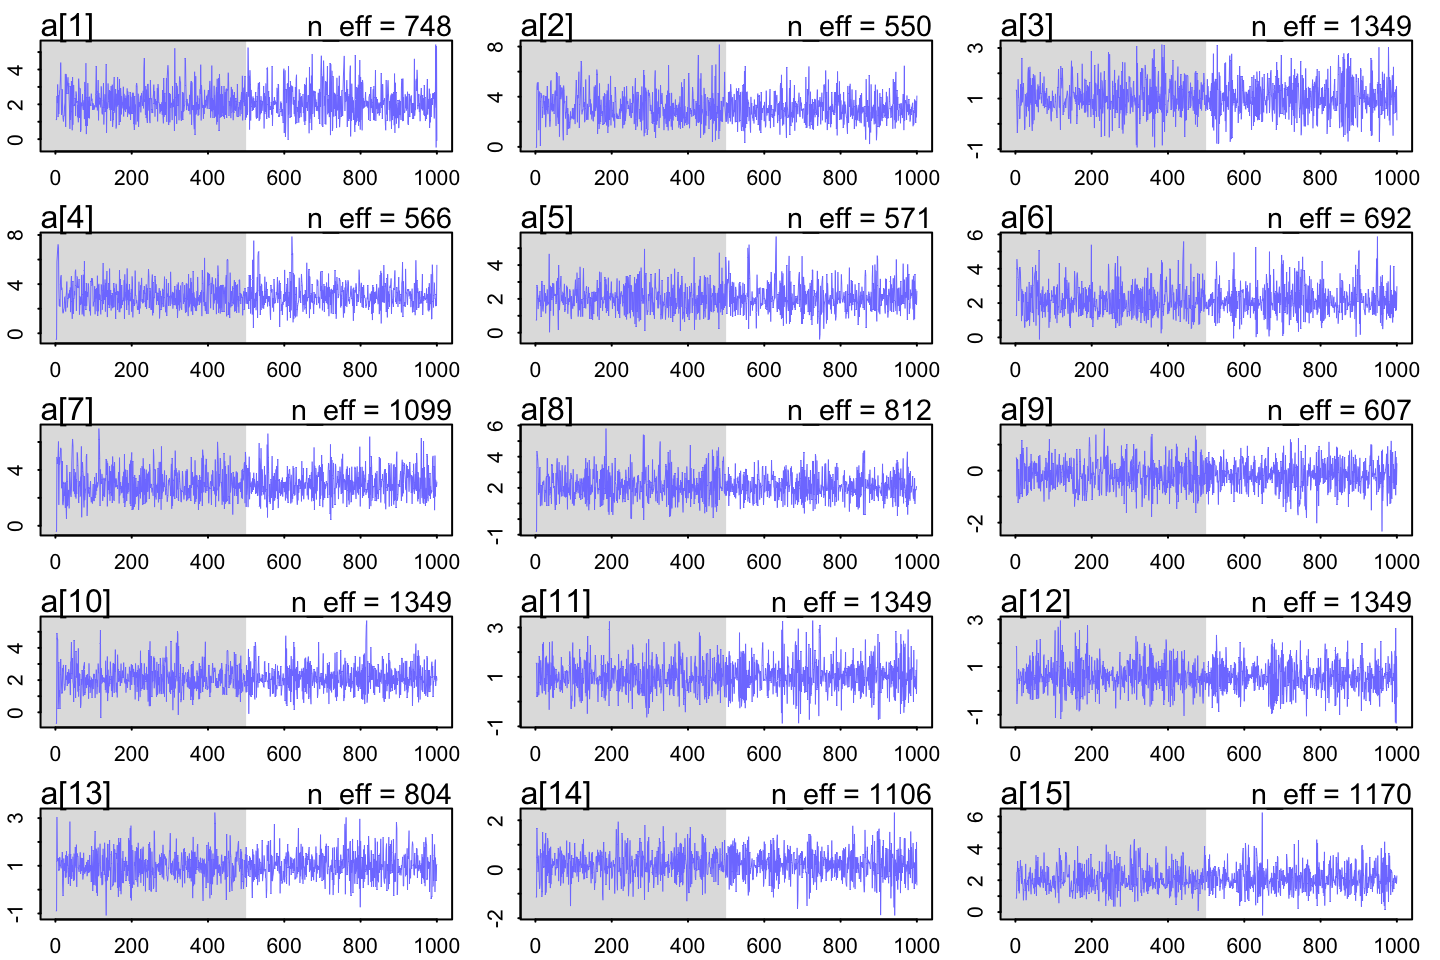 a[1] n_eff = 748 a[2] n_eff = 550 a[3] n_eff = 1349
4 2 0 8 4 0 3 1 -1
0 200 400 600 800 1000 0 200 400 600 800 1000 0 200 400 600 800 1000
a[4] n_eff = 566 a[5] n_eff = 571 a[6] n_eff = 692
8 4 0 4 2 0 6 4 2 0
0 200 400 600 800 1000 0 200 400 600 800 1000 0 200 400 600 800 1000
a[7] n_eff = 1099 a[8] n_eff = 812 a[9] n_eff = 607
4 0 6 4 2 -1 0 -2
0 200 400 600 800 1000 0 200 400 600 800 1000 0 200 400 600 800 1000
a[10] n_eff = 1349 a[11] n_eff = 1349 a[12] n_eff = 1349
4 2 0 3 1 -1 3 1 -1
0 200 400 600 800 1000 0 200 400 600 800 1000 0 200 400 600 800 1000
a[13] n_eff = 804 a[14] n_eff = 1106 a[15] n_eff = 1170
3 1 -1 2 0 -2 6 4 2 0
0 200 400 600 800 1000 0 200 400 600 800 1000 0 200 400 600 800 1000